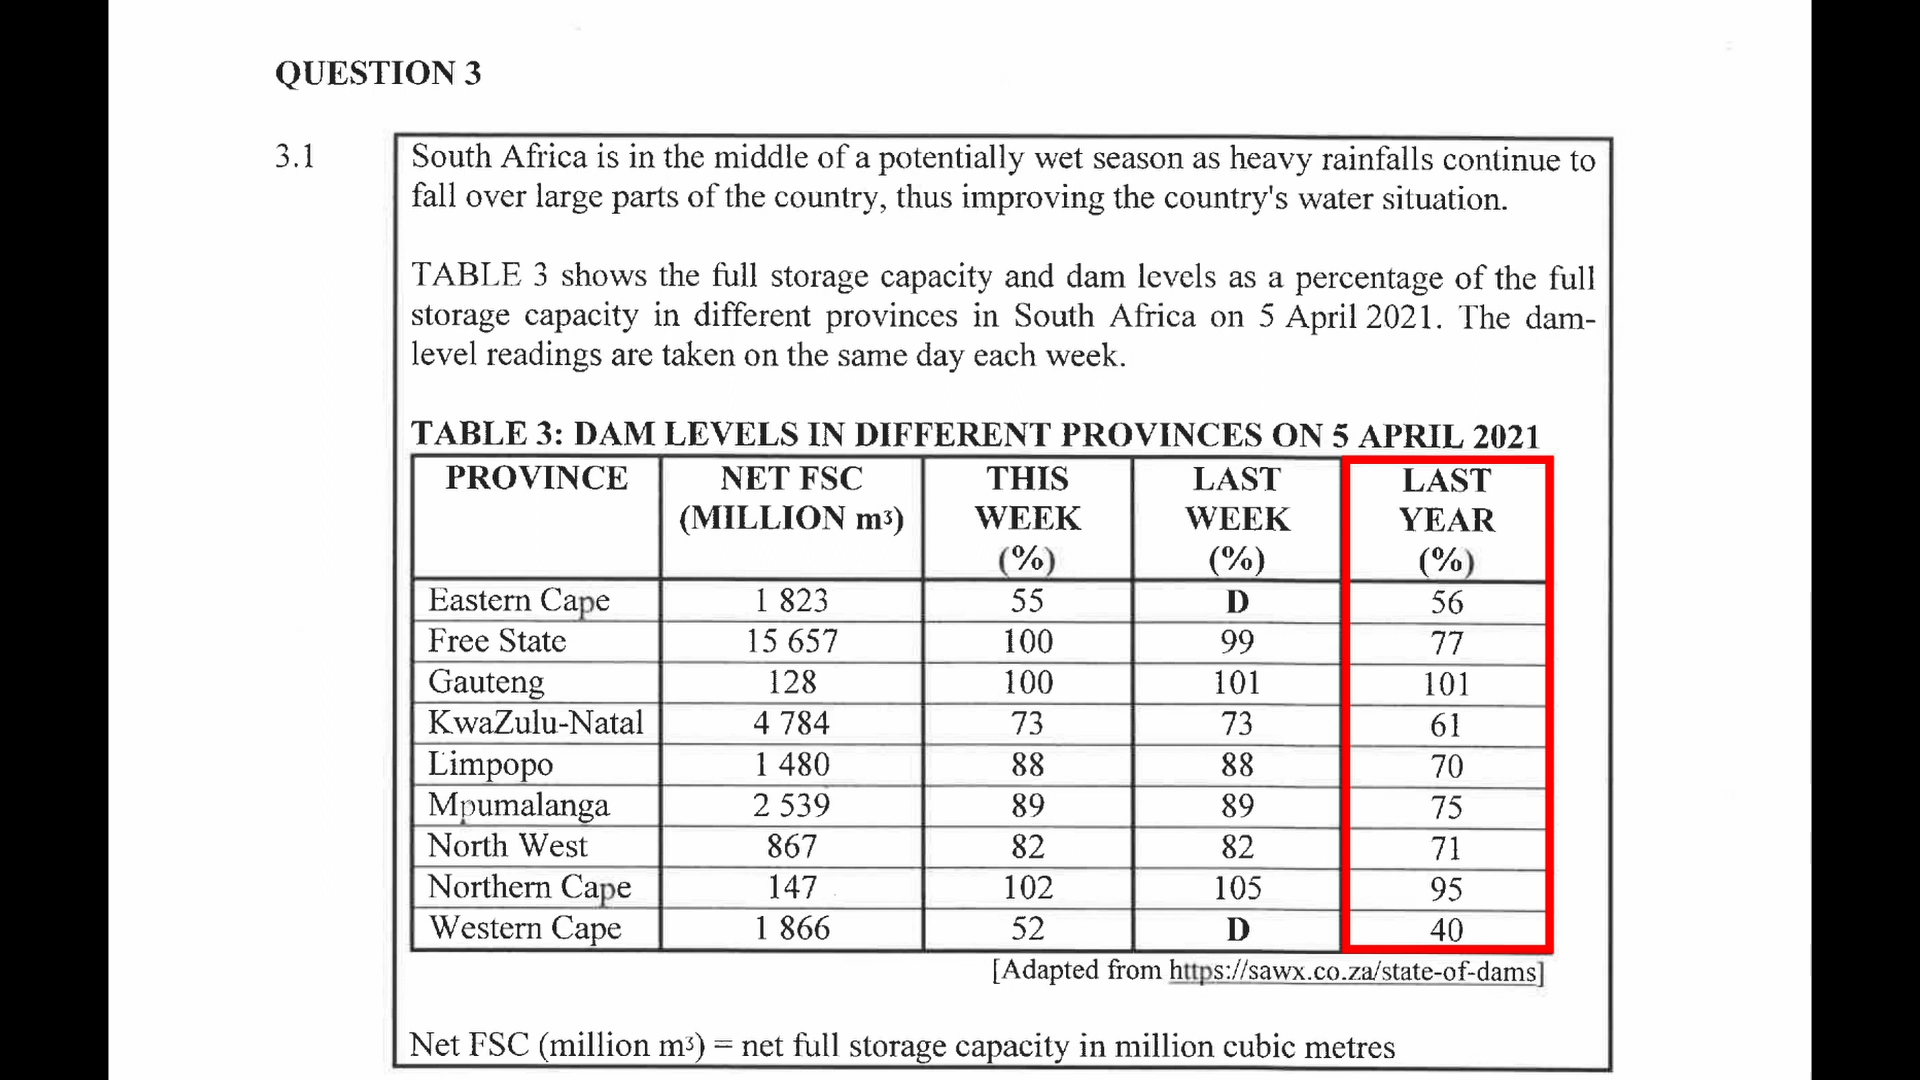 QUESTION 3
3.1
South Africa is in the middle of a potentially wet season as heavy rainfalls continue to
fall over large parts of the country, thus improving the country's water situation.
TABLE 3 shows the full storage capacity and dam levels as a percentage of the full
storage capacity in different provinces in South Africa on 5 April 2021. The dam-
level readings are taken on the same day each week.
TABLE 3: DAM LEVELS IN DIFFERENT PROVINCES ON 5 APRIL 2021
PROVINCE NET FSC (MILLION m³) THIS WEEK (%) LAST WEEK (%) LAST YEAR (%)
Eastern Cape 1 823 55 D 56
Free State 15 657 100 99 77
Gauteng 128 100 101 101
KwaZulu-Natal 4 784 73 73 61
Limpopo 1 480 88 88 70
Mpumalanga 2 539 89 89 75
North West 867 82 82 71
Northern Cape 147 102 105 95
Western Cape 1 866 52 D 40
[Adapted from https://sawx.co.za/state-of-dams]
Net FSC (million m³) = net full storage capacity in million cubic metres